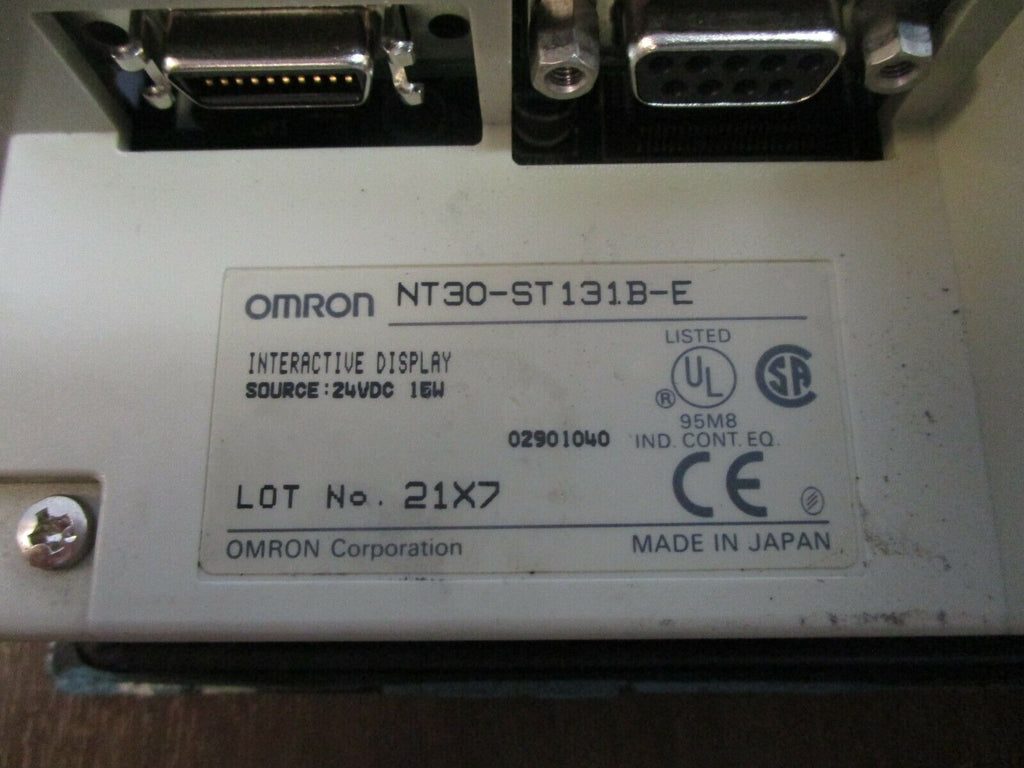 OMRON NT30-ST131B-E
INTERACTIVE DISPLAY
SOURCE:24VDC 15W
LISTED
UL
®
SA
95M8
02901040 IND. CONT. EQ.
CE
LOT No. 21X7
OMRON Corporation MADE IN JAPAN